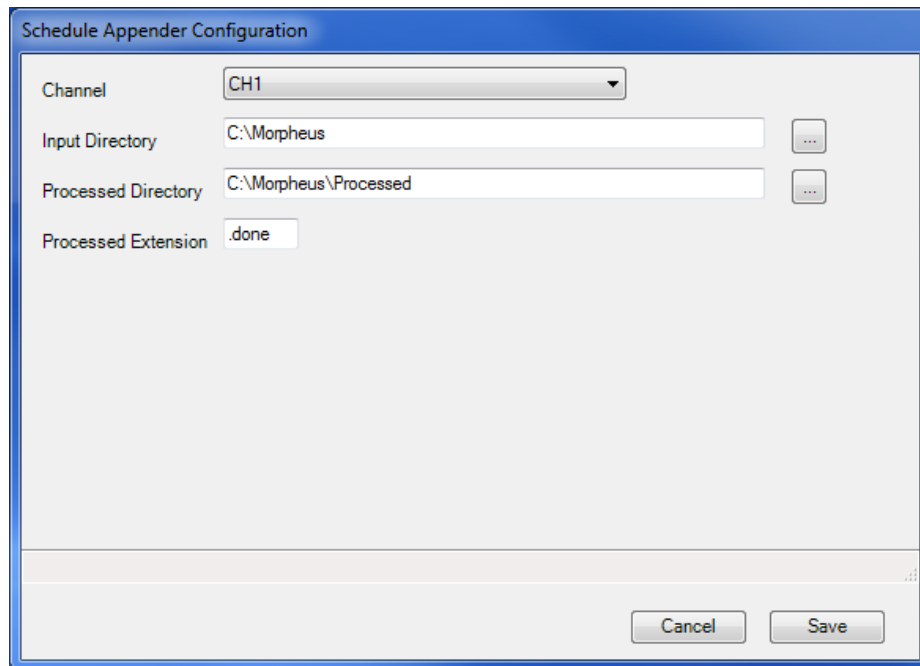 Schedule Appender Configuration
Channel CH1
Input Directory C:\Morpheus ...
Processed Directory C:\Morpheus\Processed ...
Processed Extension .done
Cancel Save